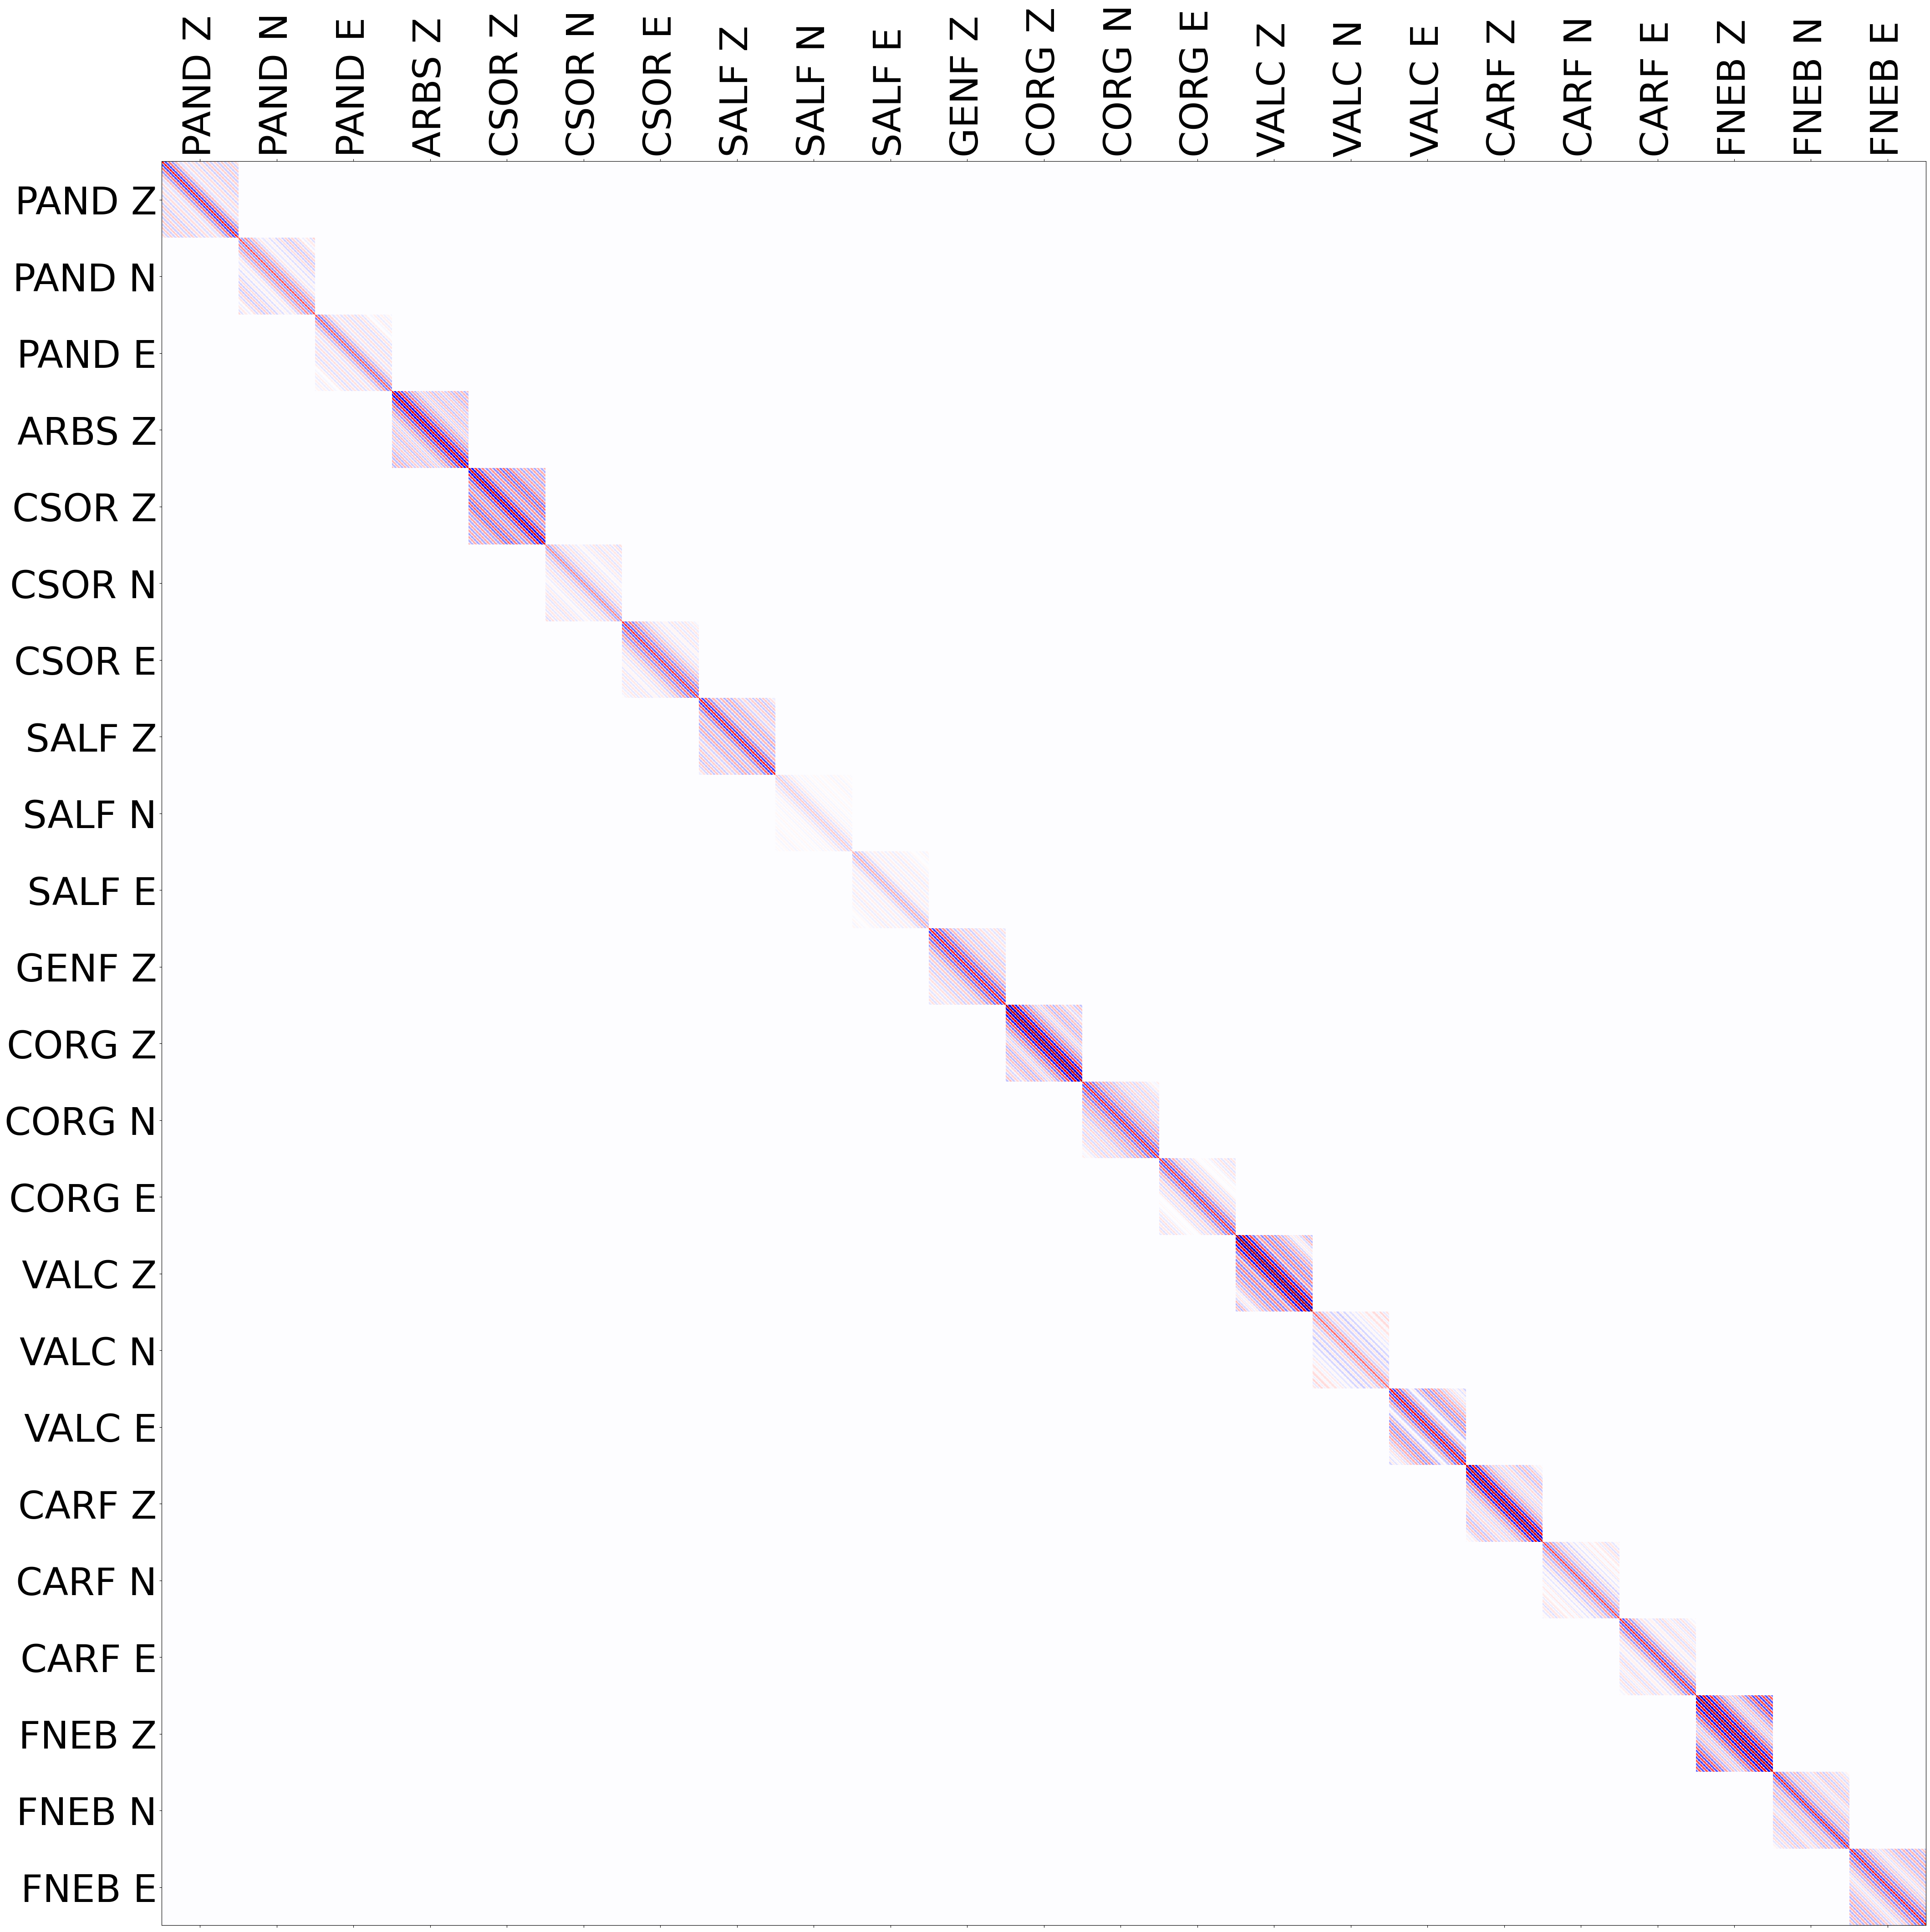 PAND Z
PAND N
PAND E
ARBS Z
CSOR Z
CSOR N
CSOR E
SALF Z
SALF N
SALF E
GENF Z
CORG Z
CORG N
CORG E
VALC Z
VALC N
VALC E
CARF Z
CARF N
CARF E
FNEB Z
FNEB N
FNEB E
PAND Z
PAND N
PAND E
ARBS Z
CSOR Z
CSOR N
CSOR E
SALF Z
SALF N
SALF E
GENF Z
CORG Z
CORG N
CORG E
VALC Z
VALC N
VALC E
CARF Z
CARF N
CARF E
FNEB Z
FNEB N
FNEB E